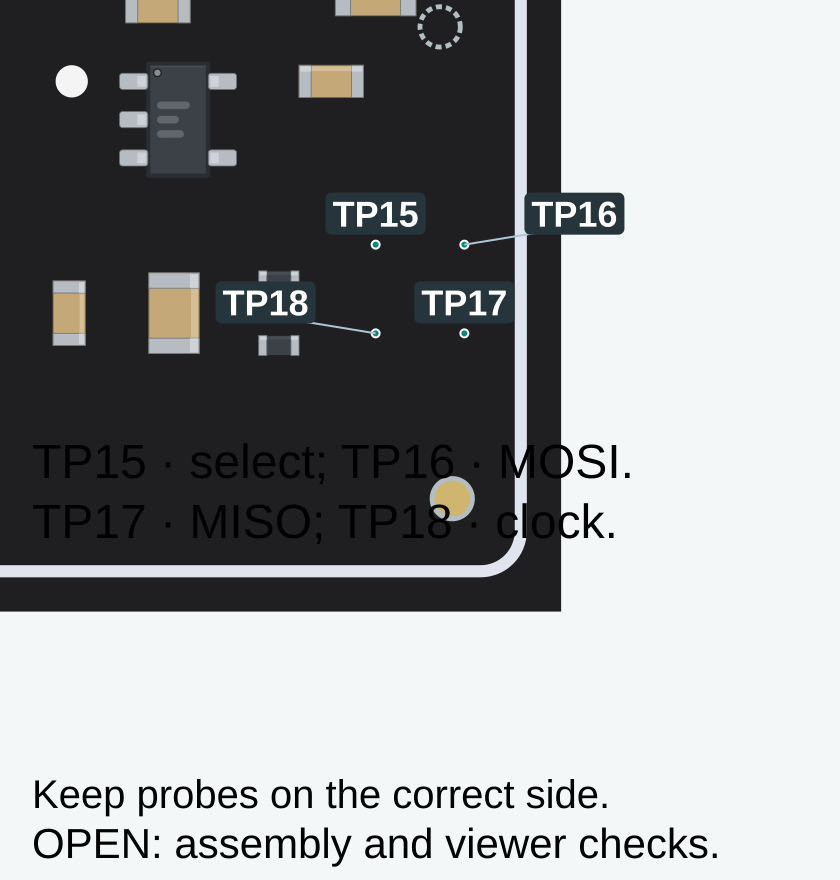 TP15 TP16
TP18 TP17
TP15 · select; TP16 · MOSI.
TP17 · MISO; TP18 · clock.
Keep probes on the correct side.
OPEN: assembly and viewer checks.